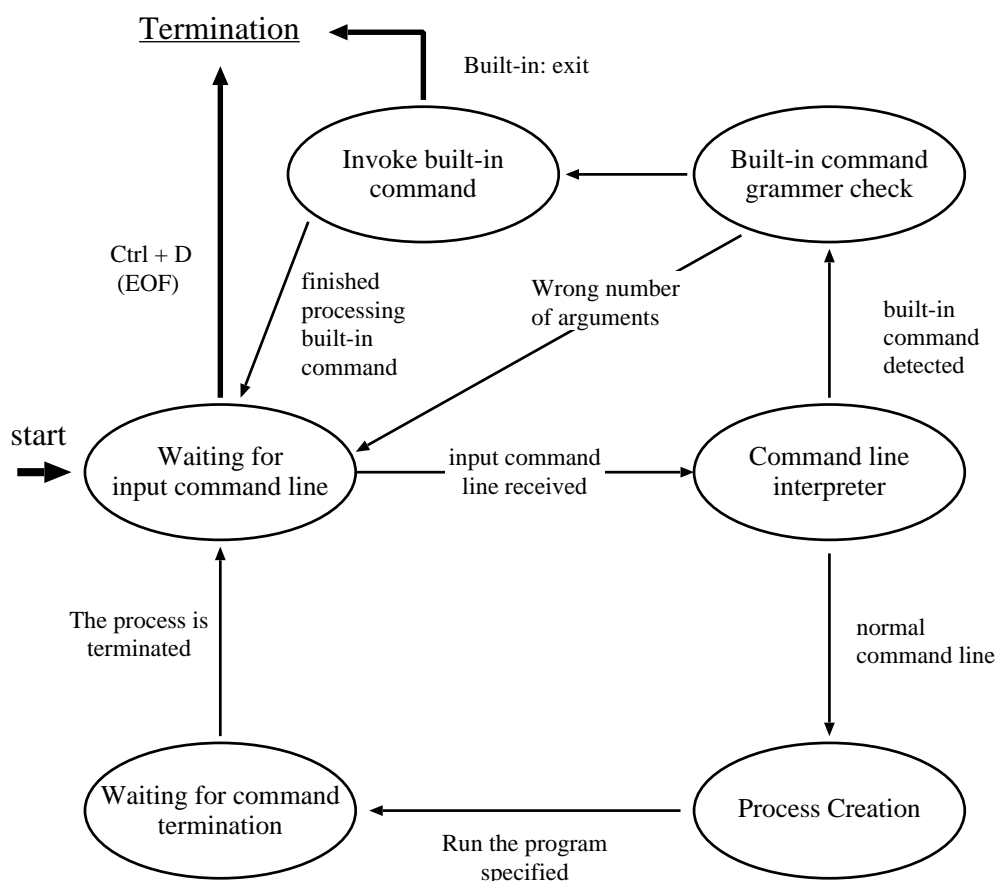 Termination
Built-in: exit
Invoke built-in
command
Built-in command
grammer check
Ctrl + D
(EOF)
finished
processing
built-in
command
Wrong number
of arguments
built-in
command
detected
start
Waiting for
input command line
input command
line received
Command line
interpreter
The process is
terminated
normal
command line
Waiting for command
termination
Process Creation
Run the program
specified